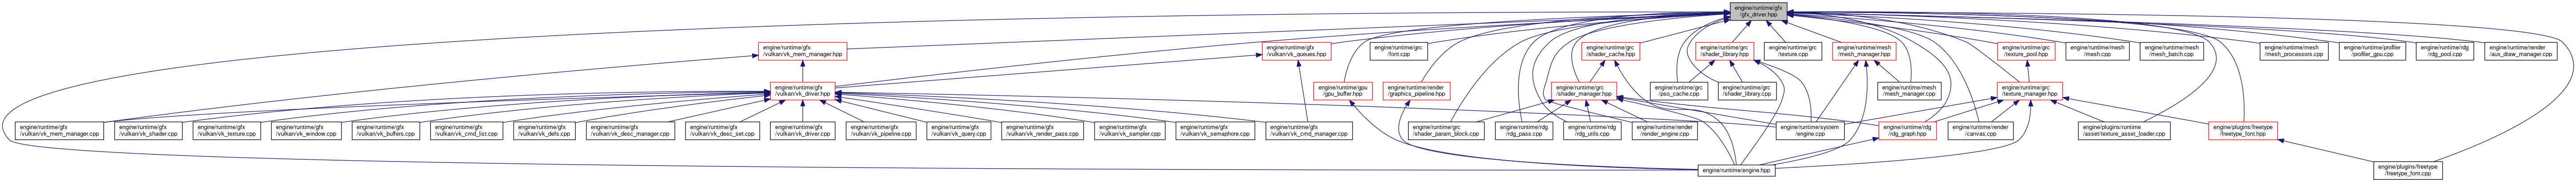 engine/runtime/gfx
/gfx_driver.hpp
engine/runtime/gfx
/vulkan/vk_mem_manager.hpp
engine/runtime/gfx
/vulkan/vk_queues.hpp
engine/runtime/grc
/font.cpp
engine/runtime/grc
/shader_cache.hpp
engine/runtime/grc
/shader_library.hpp
engine/runtime/grc
/texture.cpp
engine/runtime/mesh
/mesh_manager.hpp
engine/runtime/grc
/texture_pool.hpp
engine/runtime/mesh
/mesh.cpp
engine/runtime/mesh
/mesh_batch.cpp
engine/runtime/mesh
/mesh_processors.cpp
engine/runtime/profiler
/profiler_gpu.cpp
engine/runtime/rdg
/rdg_pool.cpp
engine/runtime/render
/aux_draw_manager.cpp
engine/runtime/gfx
/vulkan/vk_driver.hpp
engine/runtime/gpu
/gpu_buffer.hpp
engine/runtime/render
/graphics_pipeline.hpp
engine/runtime/grc
/shader_manager.hpp
engine/runtime/grc
/pso_cache.cpp
engine/runtime/grc
/shader_library.cpp
engine/runtime/mesh
/mesh_manager.cpp
engine/runtime/grc
/texture_manager.hpp
engine/runtime/gfx
/vulkan/vk_mem_manager.cpp
engine/runtime/gfx
/vulkan/vk_shader.cpp
engine/runtime/gfx
/vulkan/vk_texture.cpp
engine/runtime/gfx
/vulkan/vk_window.cpp
engine/runtime/gfx
/vulkan/vk_buffers.cpp
engine/runtime/gfx
/vulkan/vk_cmd_list.cpp
engine/runtime/gfx
/vulkan/vk_defs.cpp
engine/runtime/gfx
/vulkan/vk_desc_manager.cpp
engine/runtime/gfx
/vulkan/vk_desc_set.cpp
engine/runtime/gfx
/vulkan/vk_driver.cpp
engine/runtime/gfx
/vulkan/vk_pipeline.cpp
engine/runtime/gfx
/vulkan/vk_query.cpp
engine/runtime/gfx
/vulkan/vk_render_pass.cpp
engine/runtime/gfx
/vulkan/vk_sampler.cpp
engine/runtime/gfx
/vulkan/vk_semaphore.cpp
engine/runtime/gfx
/vulkan/vk_cmd_manager.cpp
engine/runtime/grc
/shader_param_block.cpp
engine/runtime/rdg
/rdg_pass.cpp
engine/runtime/rdg
/rdg_utils.cpp
engine/runtime/render
/render_engine.cpp
engine/runtime/system
/engine.cpp
engine/runtime/rdg
/rdg_graph.hpp
engine/runtime/render
/canvas.cpp
engine/plugins/runtime
/asset/texture_asset_loader.cpp
engine/plugins/freetype
/freetype_font.hpp
engine/runtime/engine.hpp
engine/plugins/freetype
/freetype_font.cpp